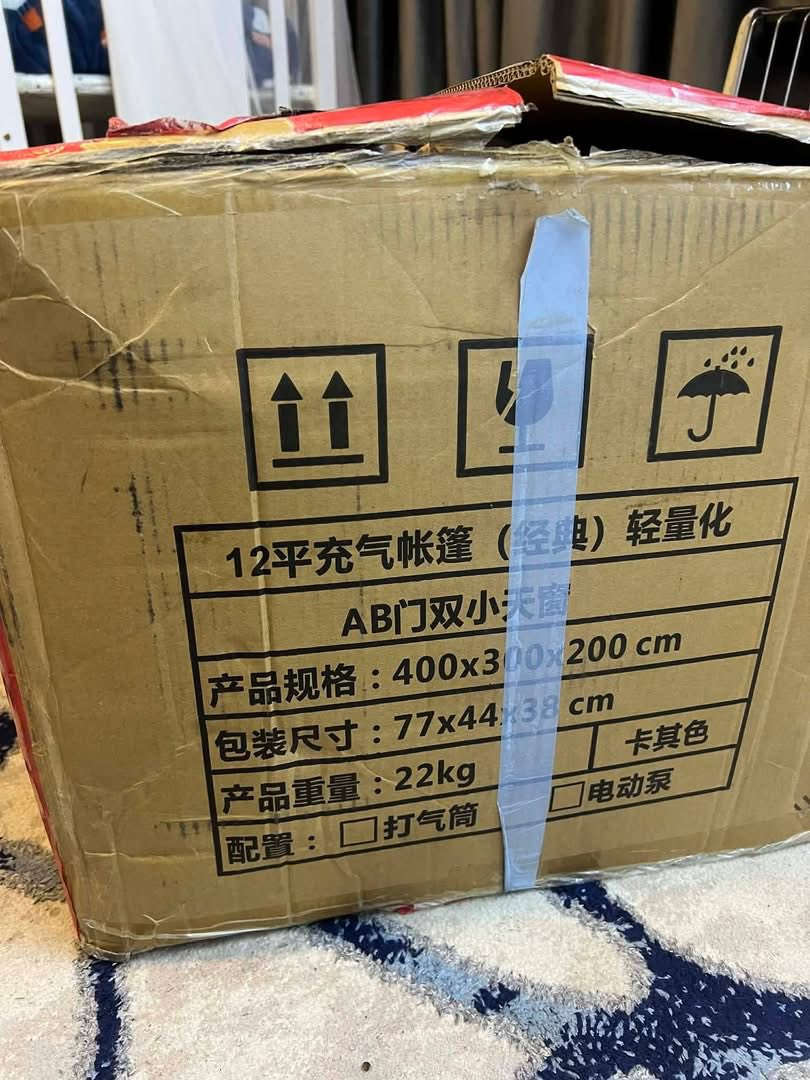 12平充气帐篷（经典）轻量化
AB门双小天窗
产品规格：400x300x200 cm
包装尺寸：77x44x38 cm
产品重量：22kg
卡其色
配置：□打气筒 □电动泵